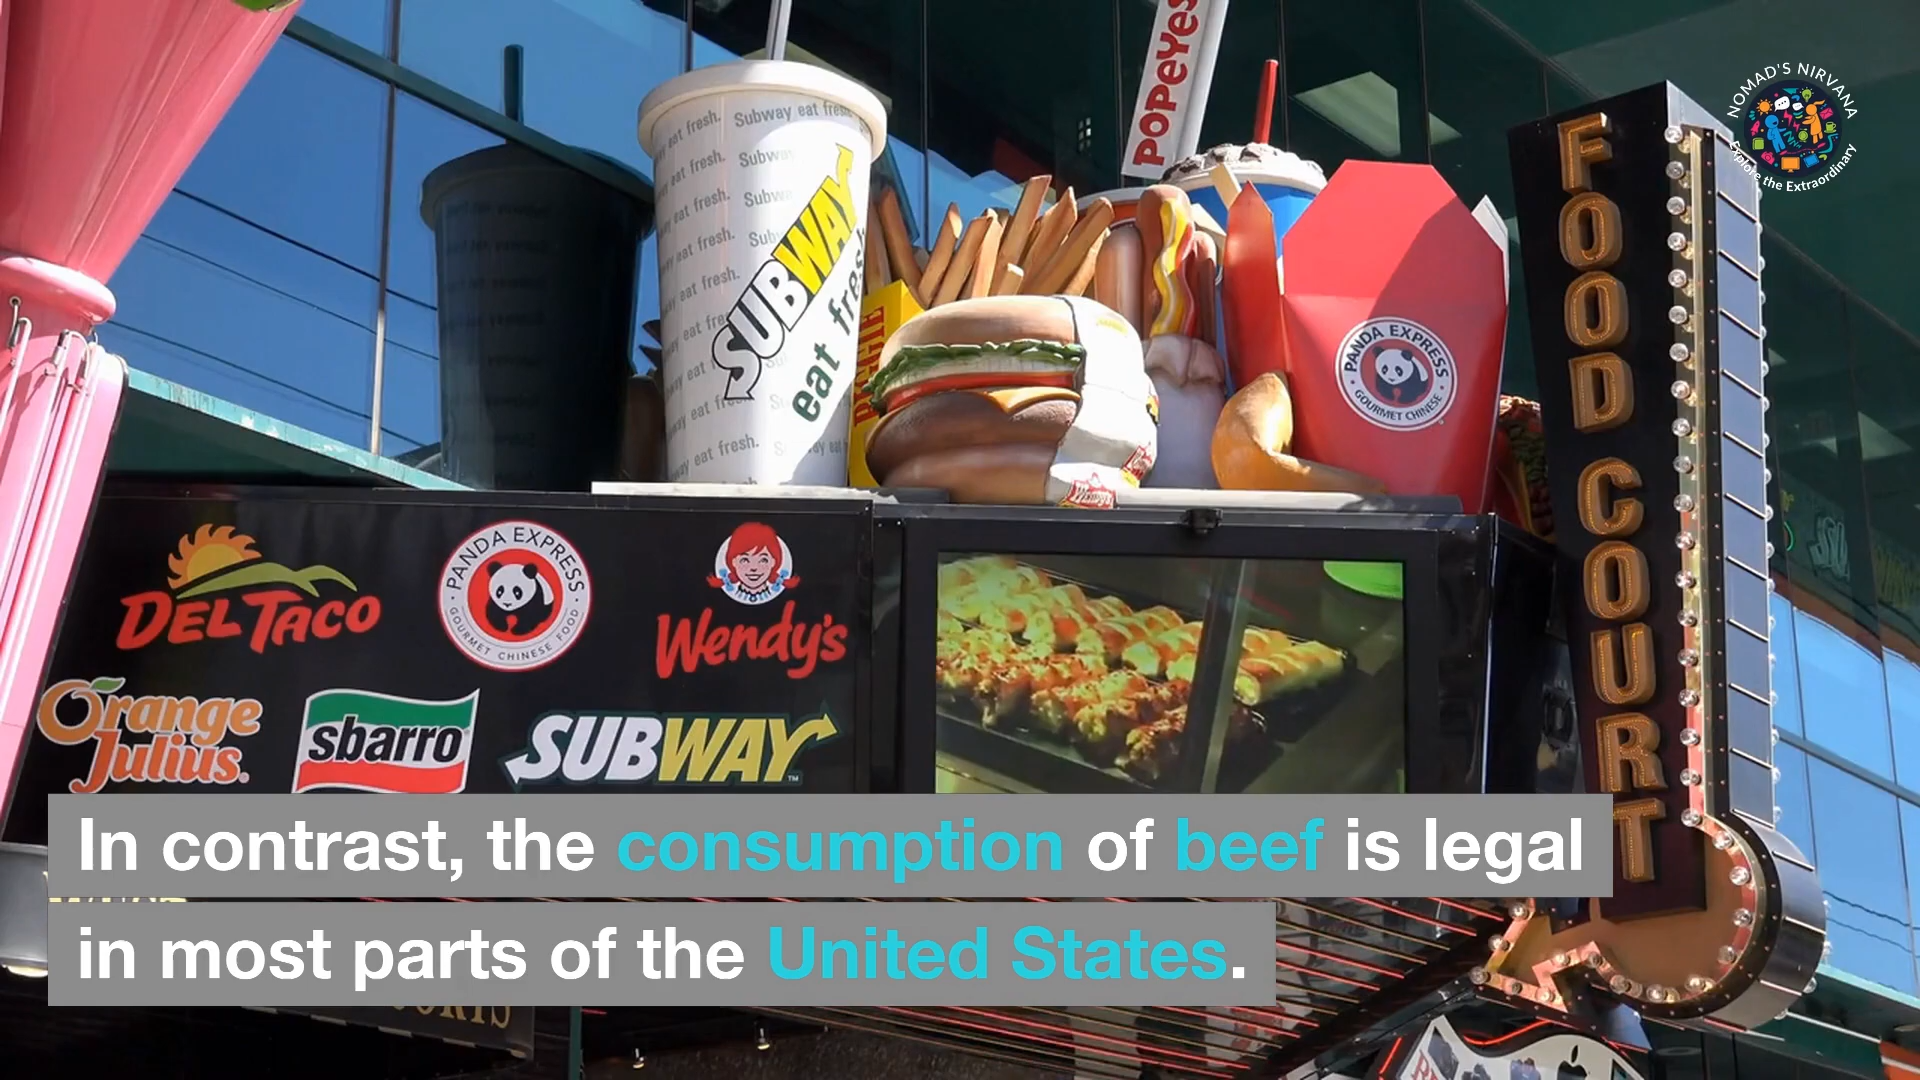 POPEYES
NOMAD'S NIRVANA
Explore the Extraordinary
Subway eat fresh.
SUBWAY
eat fresh
PANDA EXPRESS
GOURMET CHINESE
Wendy's
FOOD COURT
DEL TACO
PANDA EXPRESS
GOURMET CHINESE FOOD
Wendy's
Orange
Julius.
sbarro
SUBWAY™
In contrast, the consumption of beef is legal
in most parts of the United States.